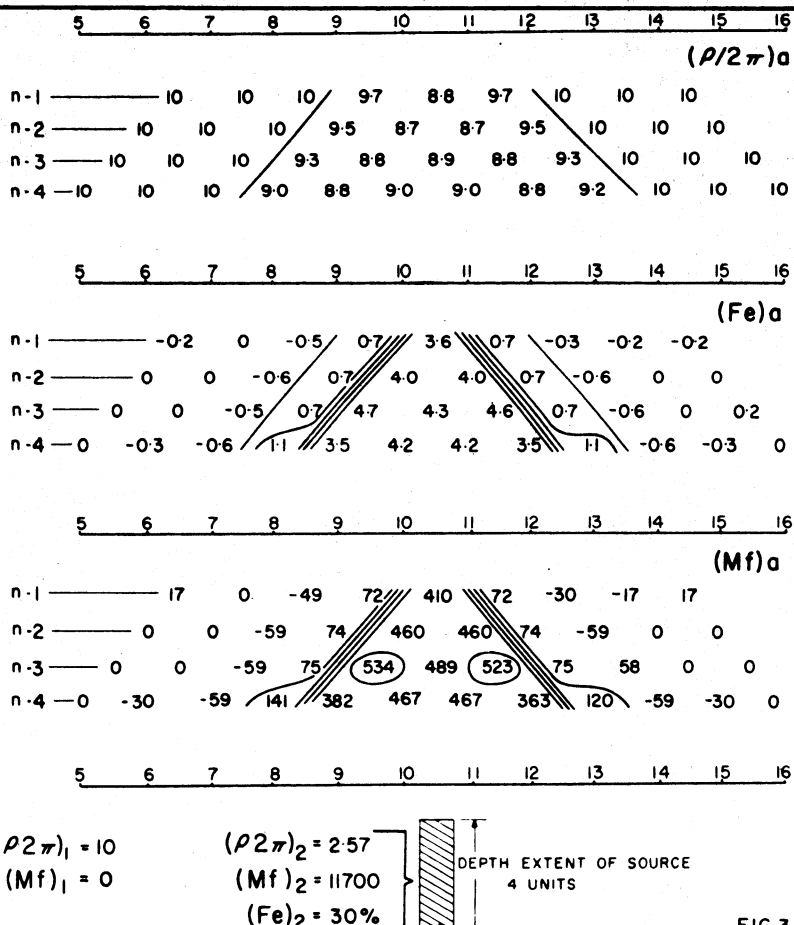 5 6 7 8 9 10 11 12 13 14 15 16
(ρ/2π)a
n-1 10 10 10 9.7 8.8 9.7 10 10 10
n-2 10 10 10 9.5 8.7 8.7 9.5 10 10 10
n-3 10 10 10 9.3 8.8 8.9 8.8 9.3 10 10 10
n-4 10 10 10 9.0 8.8 9.0 9.0 8.8 9.2 10 10 10
5 6 7 8 9 10 11 12 13 14 15 16
(Fe)a
n-1 -0.2 0 -0.5 0.7 3.6 0.7 -0.3 -0.2 -0.2
n-2 0 0 -0.6 0.7 4.0 4.0 0.7 -0.6 0 0
n-3 0 0 -0.5 0.7 4.7 4.3 4.6 0.7 -0.6 0 0.2
n-4 0 -0.3 -0.6 1.1 3.5 4.2 4.2 3.5 1.1 -0.6 -0.3 0
5 6 7 8 9 10 11 12 13 14 15 16
(Mf)a
n-1 17 0 -49 72 410 72 -30 -17 17
n-2 0 0 -59 74 460 460 74 -59 0 0
n-3 0 0 -59 75 534 489 523 75 58 0 0
n-4 0 -30 -59 141 382 467 467 363 120 -59 -30 0
5 6 7 8 9 10 11 12 13 14 15 16
ρ2π)₁ = 10 (ρ2π)₂ = 2.57
DEPTH EXTENT OF SOURCE
(Mf)₁ = 0 (Mf)₂ = 11700 4 UNITS
(Fe)₂ = 30%